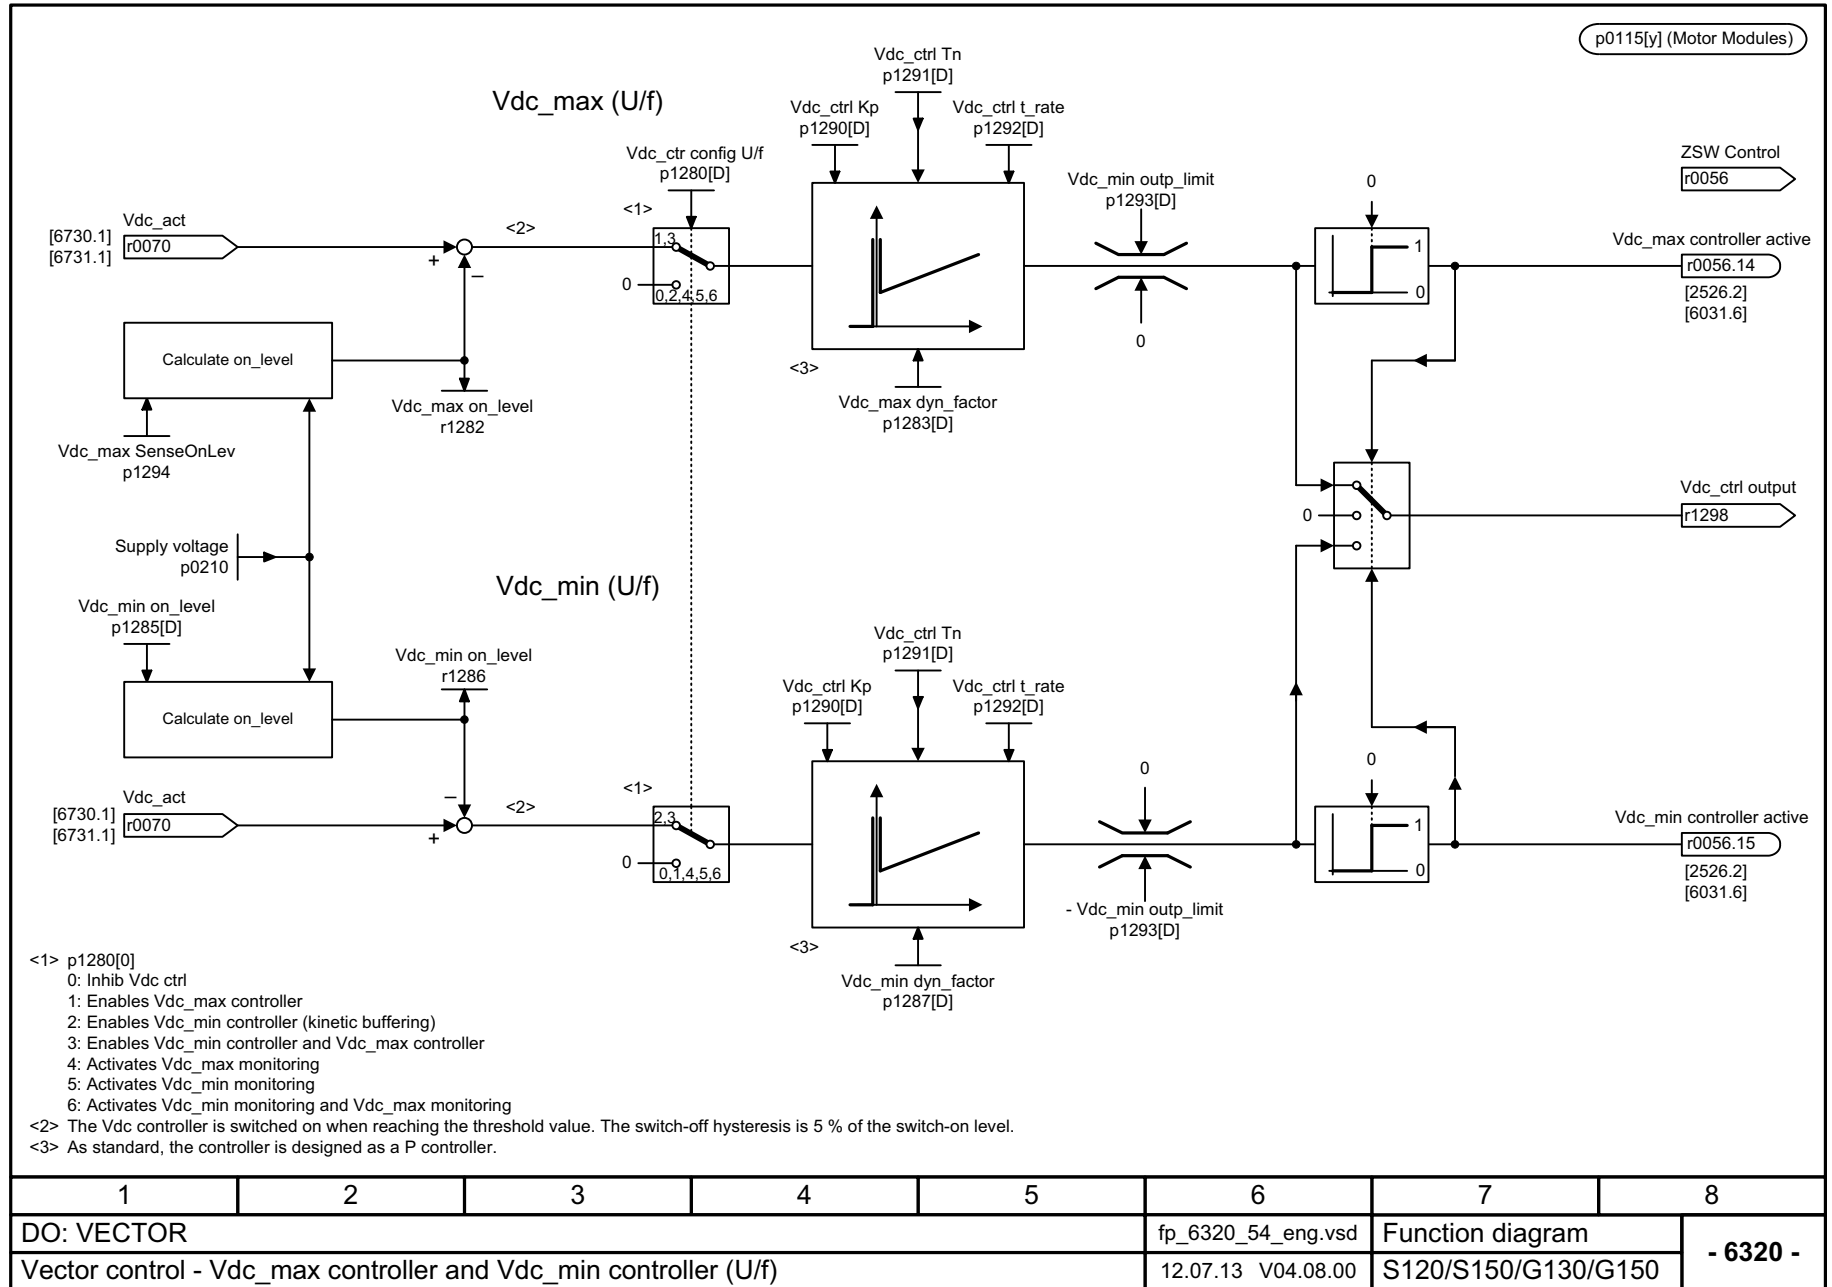 p0115[y] (Motor Modules)
Vdc_max (U/f)
Vdc_ctrl Tn
p1291[D]
Vdc_ctrl Kp
p1290[D]
Vdc_ctrl t_rate
p1292[D]
Vdc_ctr config U/f
p1280[D]
Vdc_min outp_limit
p1293[D]
0
ZSW Control
r0056
Vdc_act
[6730.1]
[6731.1]
r0070
+
–
<2>
<1>
1,3
0
0,2,4,5,6
0
1
0
Vdc_max controller active
r0056.14
[2526.2]
[6031.6]
Calculate on_level
Vdc_max on_level
r1282
<3>
Vdc_max dyn_factor
p1283[D]
Vdc_max SenseOnLev
p1294
Vdc_ctrl output
r1298
0
Supply voltage
p0210
Vdc_min (U/f)
Vdc_min on_level
p1285[D]
Vdc_min on_level
r1286
Calculate on_level
Vdc_ctrl Tn
p1291[D]
Vdc_ctrl Kp
p1290[D]
Vdc_ctrl t_rate
p1292[D]
0
0
Vdc_act
[6730.1]
[6731.1]
r0070
+
–
<2>
<1>
2,3
0
0,1,4,5,6
1
0
Vdc_min controller active
r0056.15
[2526.2]
[6031.6]
- Vdc_min outp_limit
p1293[D]
<3>
Vdc_min dyn_factor
p1287[D]
<1> p1280[0]
0: Inhib Vdc ctrl
1: Enables Vdc_max controller
2: Enables Vdc_min controller (kinetic buffering)
3: Enables Vdc_min controller and Vdc_max controller
4: Activates Vdc_max monitoring
5: Activates Vdc_min monitoring
6: Activates Vdc_min monitoring and Vdc_max monitoring
<2> The Vdc controller is switched on when reaching the threshold value. The switch-off hysteresis is 5 % of the switch-on level.
<3> As standard, the controller is designed as a P controller.
1 2 3 4 5 6 7 8
DO: VECTOR
fp_6320_54_eng.vsd
Function diagram
- 6320 -
Vector control - Vdc_max controller and Vdc_min controller (U/f)
12.07.13 V04.08.00
S120/S150/G130/G150